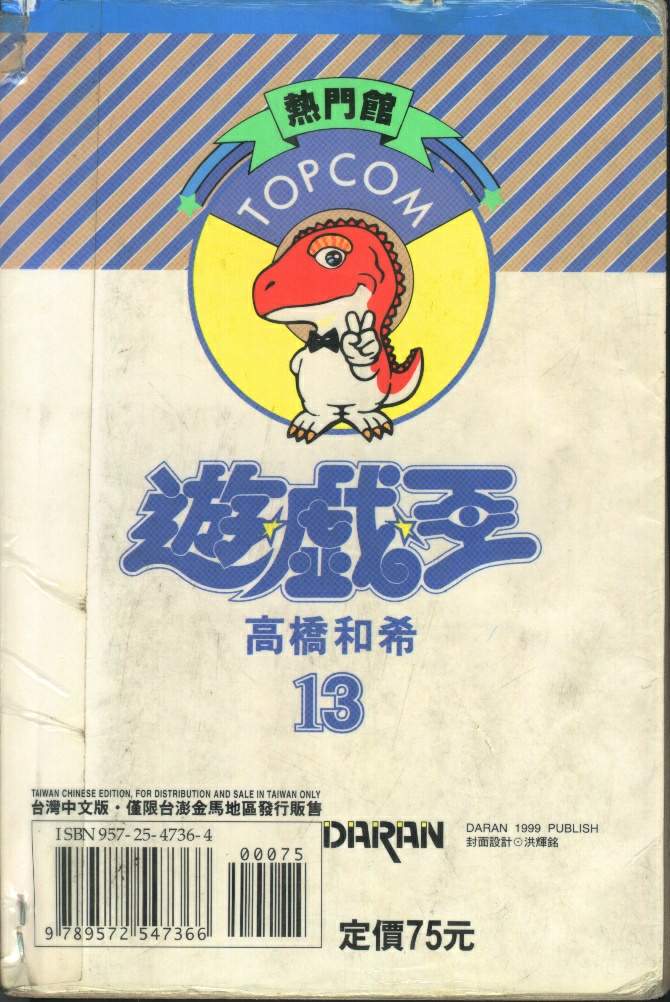 熱門館
TOPCOM
遊戲王
高橋和希
13
TAIWAN CHINESE EDITION, FOR DISTRIBUTION AND SALE IN TAIWAN ONLY
台灣中文版・僅限台澎金馬地區發行販售
ISBN 957-25-4736-4
00075
9 789572 547366
DARAN
DARAN 1999 PUBLISH
封面設計⊙洪輝銘
定價75元